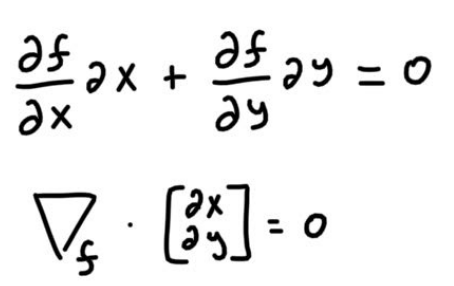 ∂f/∂x ∂x + ∂f/∂y ∂y = 0
∇f · [∂x ∂y] = 0